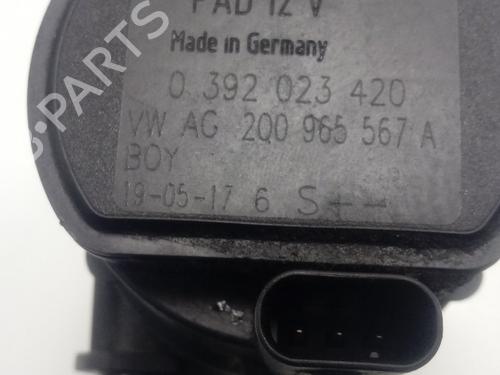 PAD 12 V
Made in Germany
0 392 023 420
VW AG 2Q0 965 567 A
BOY
19-05-17 6 S+--
B-PARTS